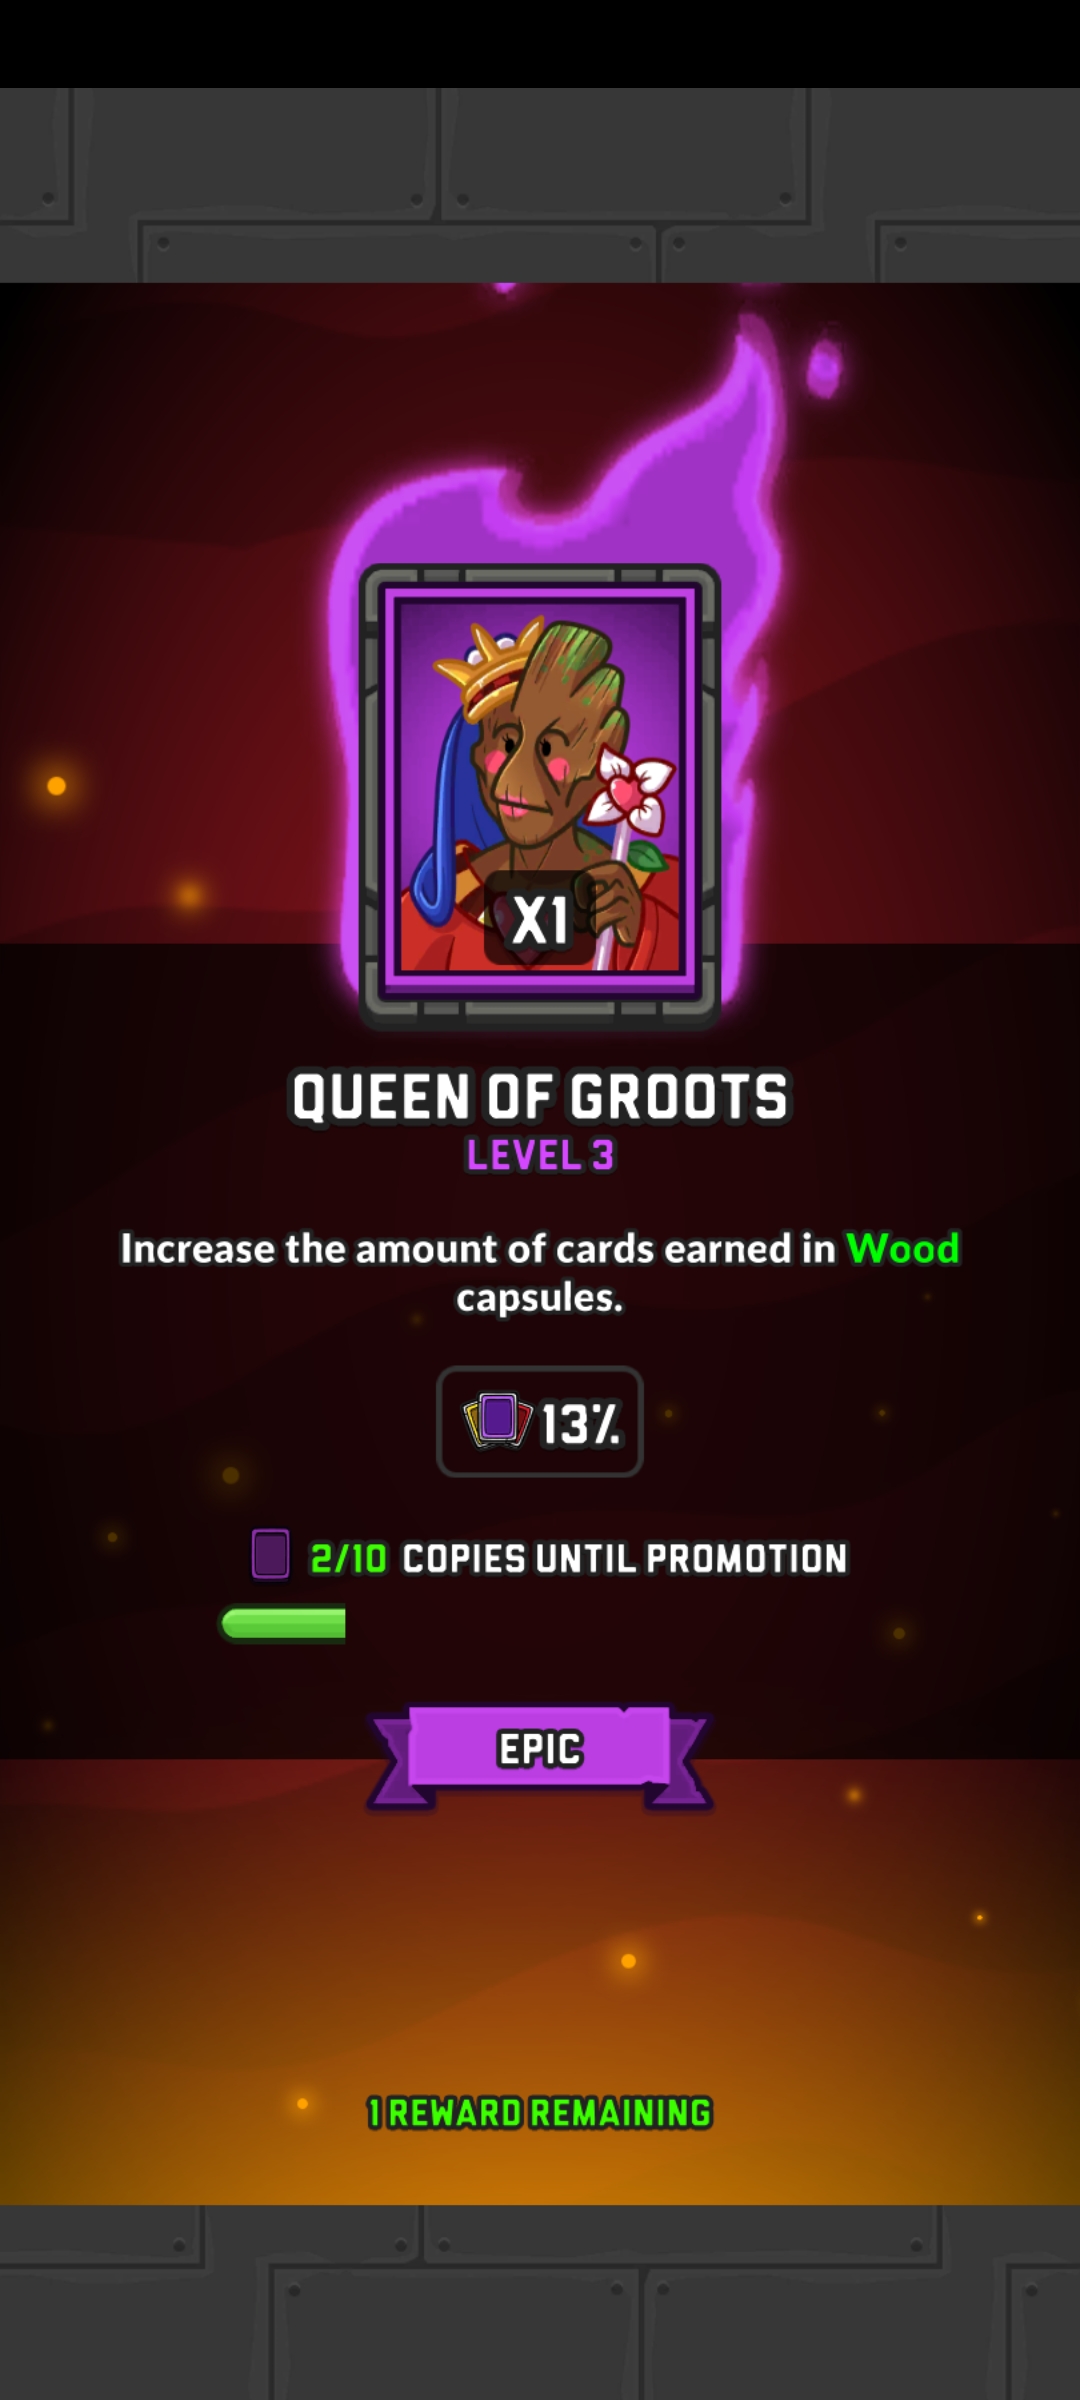 X1
QUEEN OF GROOTS
LEVEL 3
Increase the amount of cards earned in Wood
capsules.
13%
2/10 COPIES UNTIL PROMOTION
EPIC
1 REWARD REMAINING